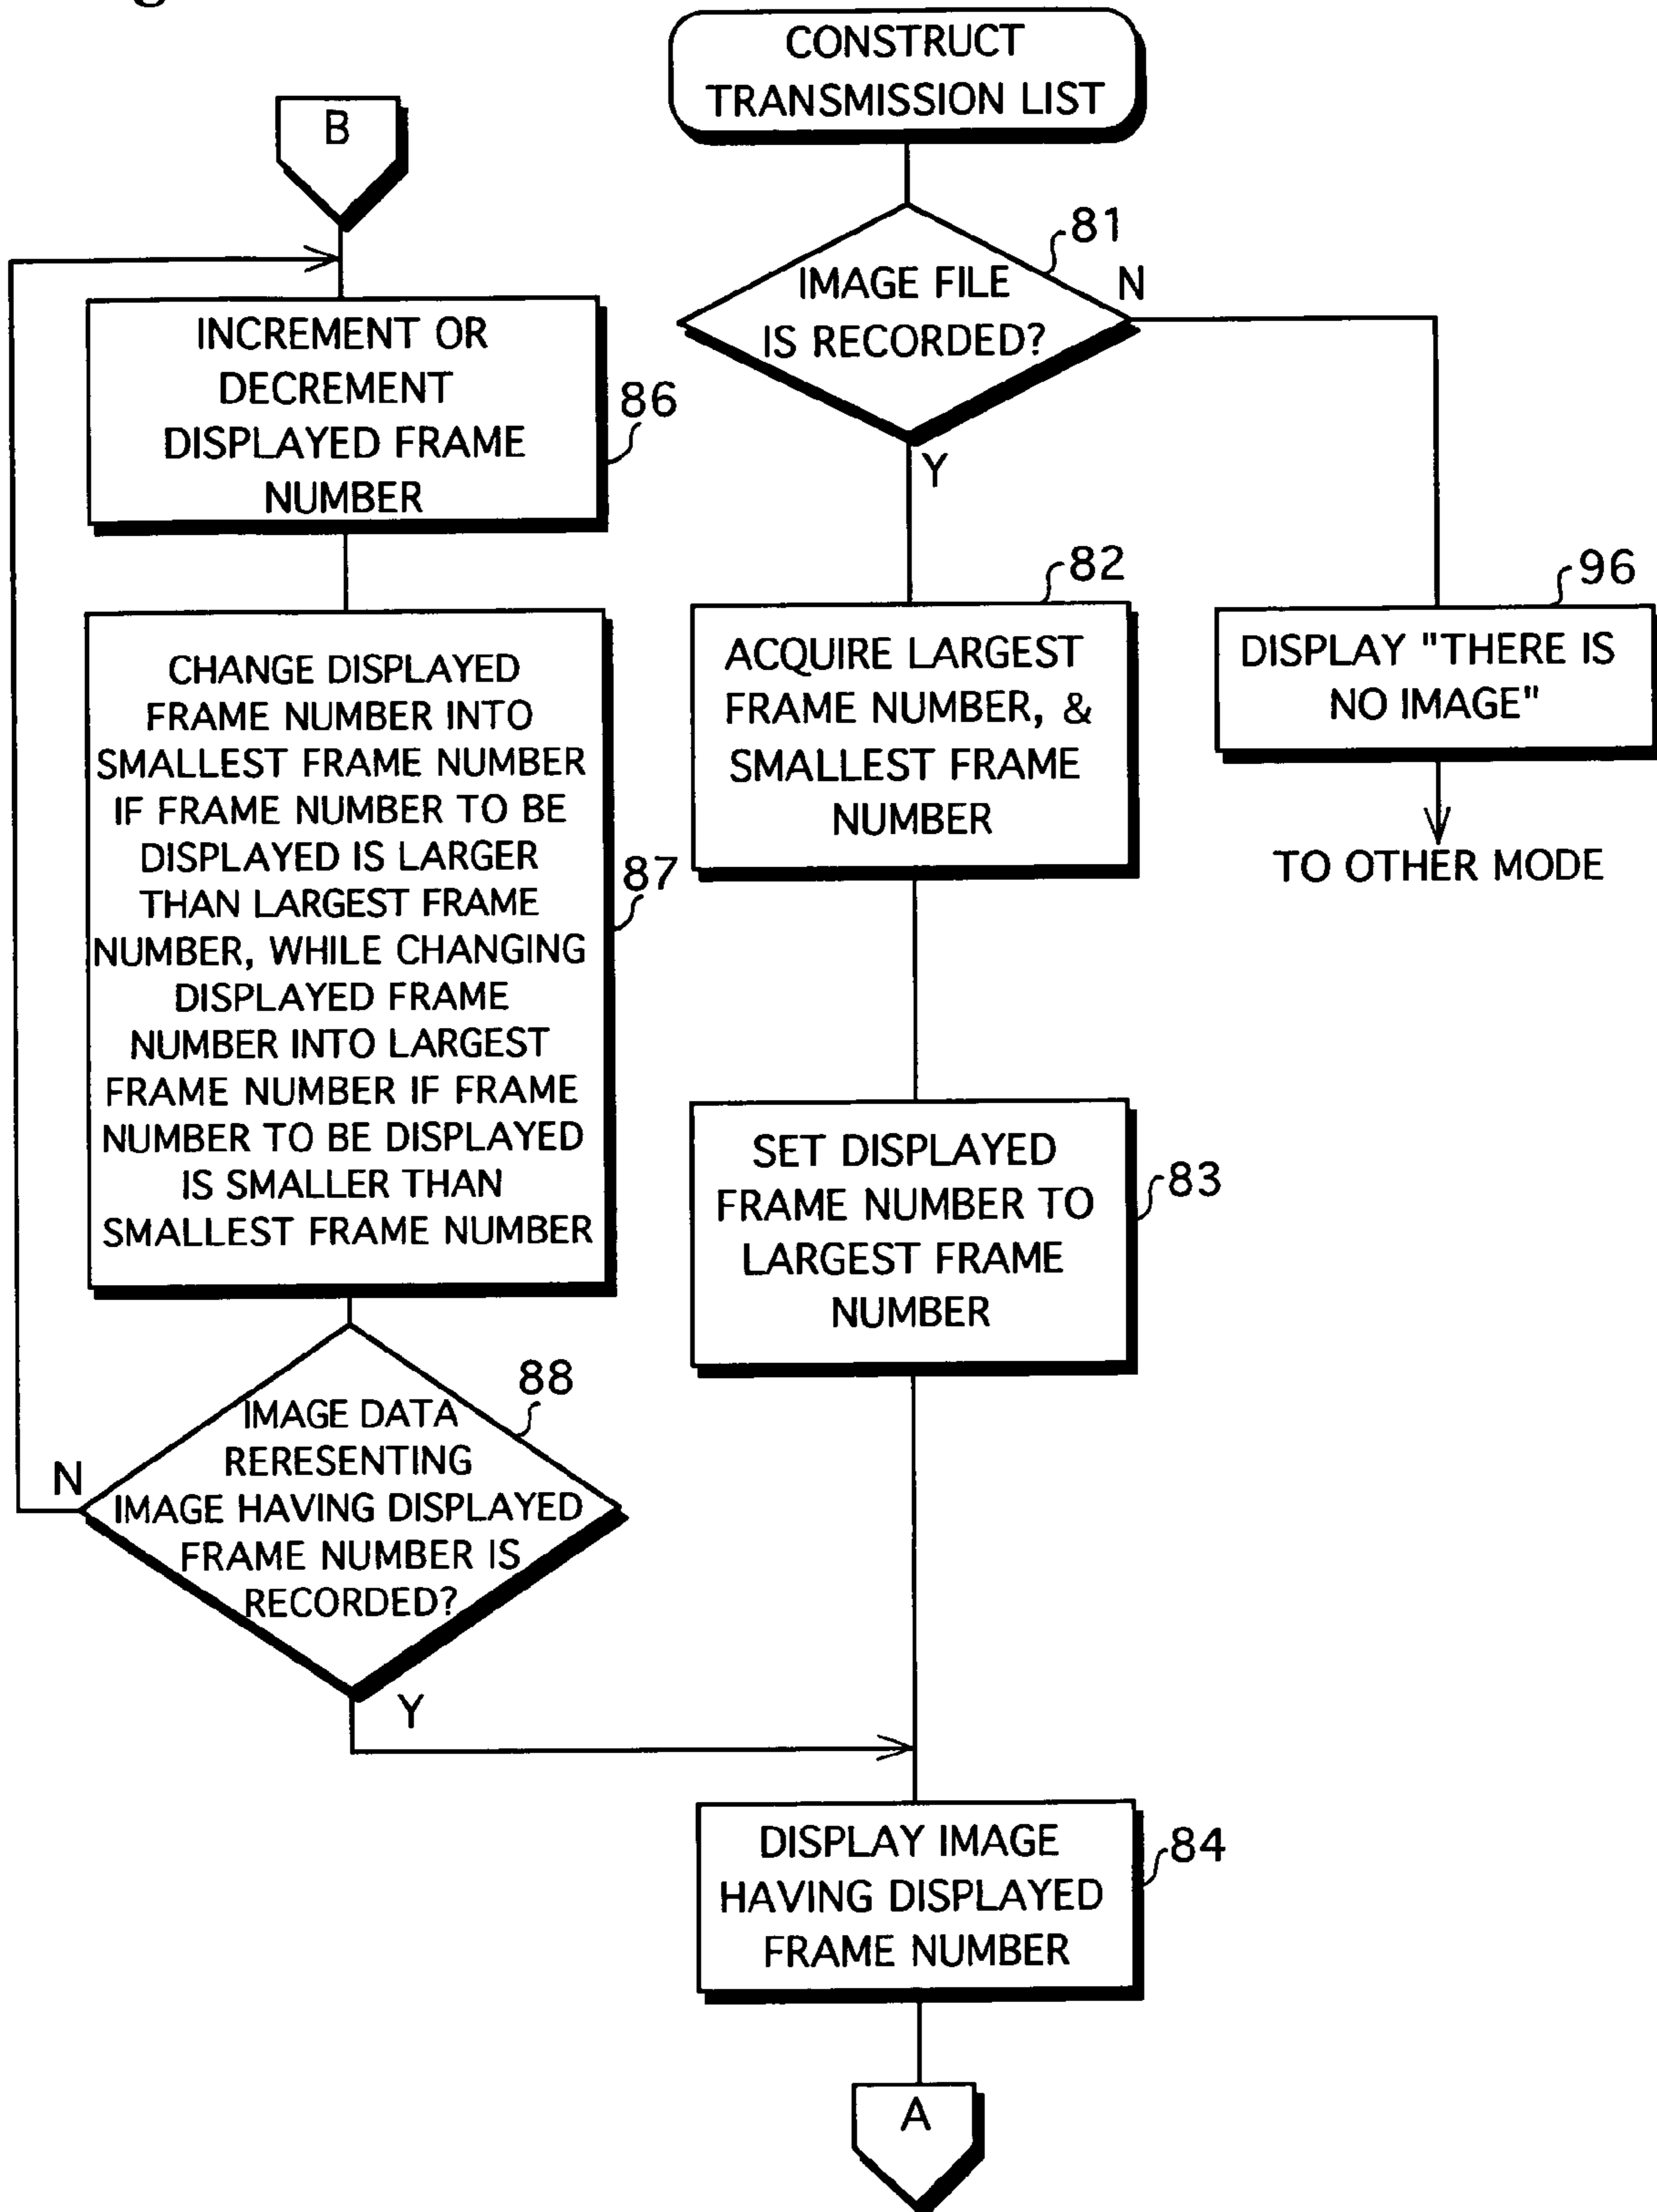 CONSTRUCT
TRANSMISSION LIST
B
81
IMAGE FILE
IS RECORDED?
N
Y
INCREMENT OR
DECREMENT
DISPLAYED FRAME
NUMBER
86
82
ACQUIRE LARGEST
FRAME NUMBER, &
SMALLEST FRAME
NUMBER
96
DISPLAY "THERE IS
NO IMAGE"
TO OTHER MODE
CHANGE DISPLAYED
FRAME NUMBER INTO
SMALLEST FRAME NUMBER
IF FRAME NUMBER TO BE
DISPLAYED IS LARGER
THAN LARGEST FRAME
NUMBER, WHILE CHANGING
DISPLAYED FRAME
NUMBER INTO LARGEST
FRAME NUMBER IF FRAME
NUMBER TO BE DISPLAYED
IS SMALLER THAN
SMALLEST FRAME NUMBER
87
SET DISPLAYED
FRAME NUMBER TO
LARGEST FRAME
NUMBER
83
88
IMAGE DATA
RERESENTING
IMAGE HAVING DISPLAYED
FRAME NUMBER IS
RECORDED?
N
Y
DISPLAY IMAGE
HAVING DISPLAYED
FRAME NUMBER
84
A